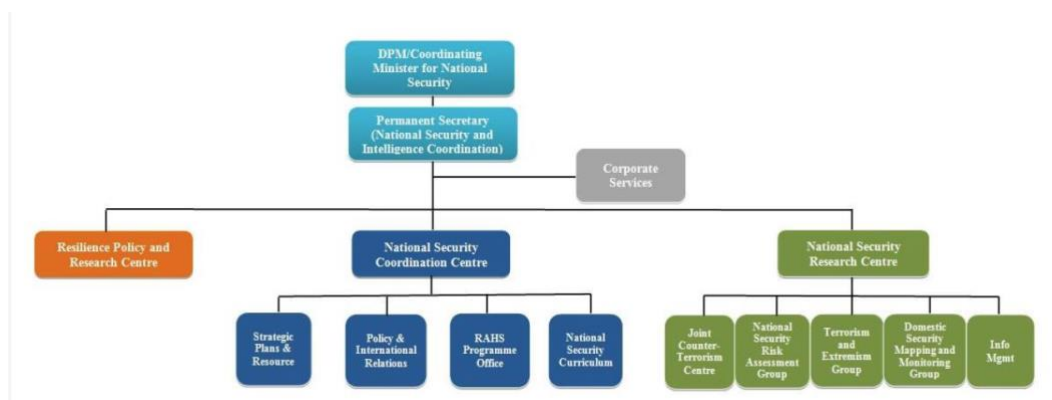 DPM/Coordinating
Minister for National
Security
Permanent Secretary
(National Security and
Intelligence Coordination)
Corporate
Services
Resilience Policy and
Research Centre
National Security
Coordination Centre
National Security
Research Centre
Strategic
Plans &
Resource
Policy &
International
Relations
RAHS
Programme
Office
National
Security
Curriculum
Joint
Counter-
Terrorism
Centre
National
Security
Risk
Assessment
Group
Terrorism
and
Extremism
Group
Domestic
Security
Mapping and
Monitoring
Group
Info
Mgmt